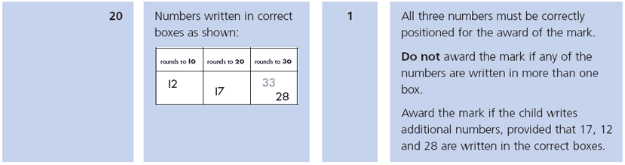 20
Numbers written in correct
boxes as shown:
rounds to 10 rounds to 20 rounds to 30
12 17 33
28
1
All three numbers must be correctly
positioned for the award of the mark.
Do not award the mark if any of the
numbers are written in more than one
box.
Award the mark if the child writes
additional numbers, provided that 17, 12
and 28 are written in the correct boxes.